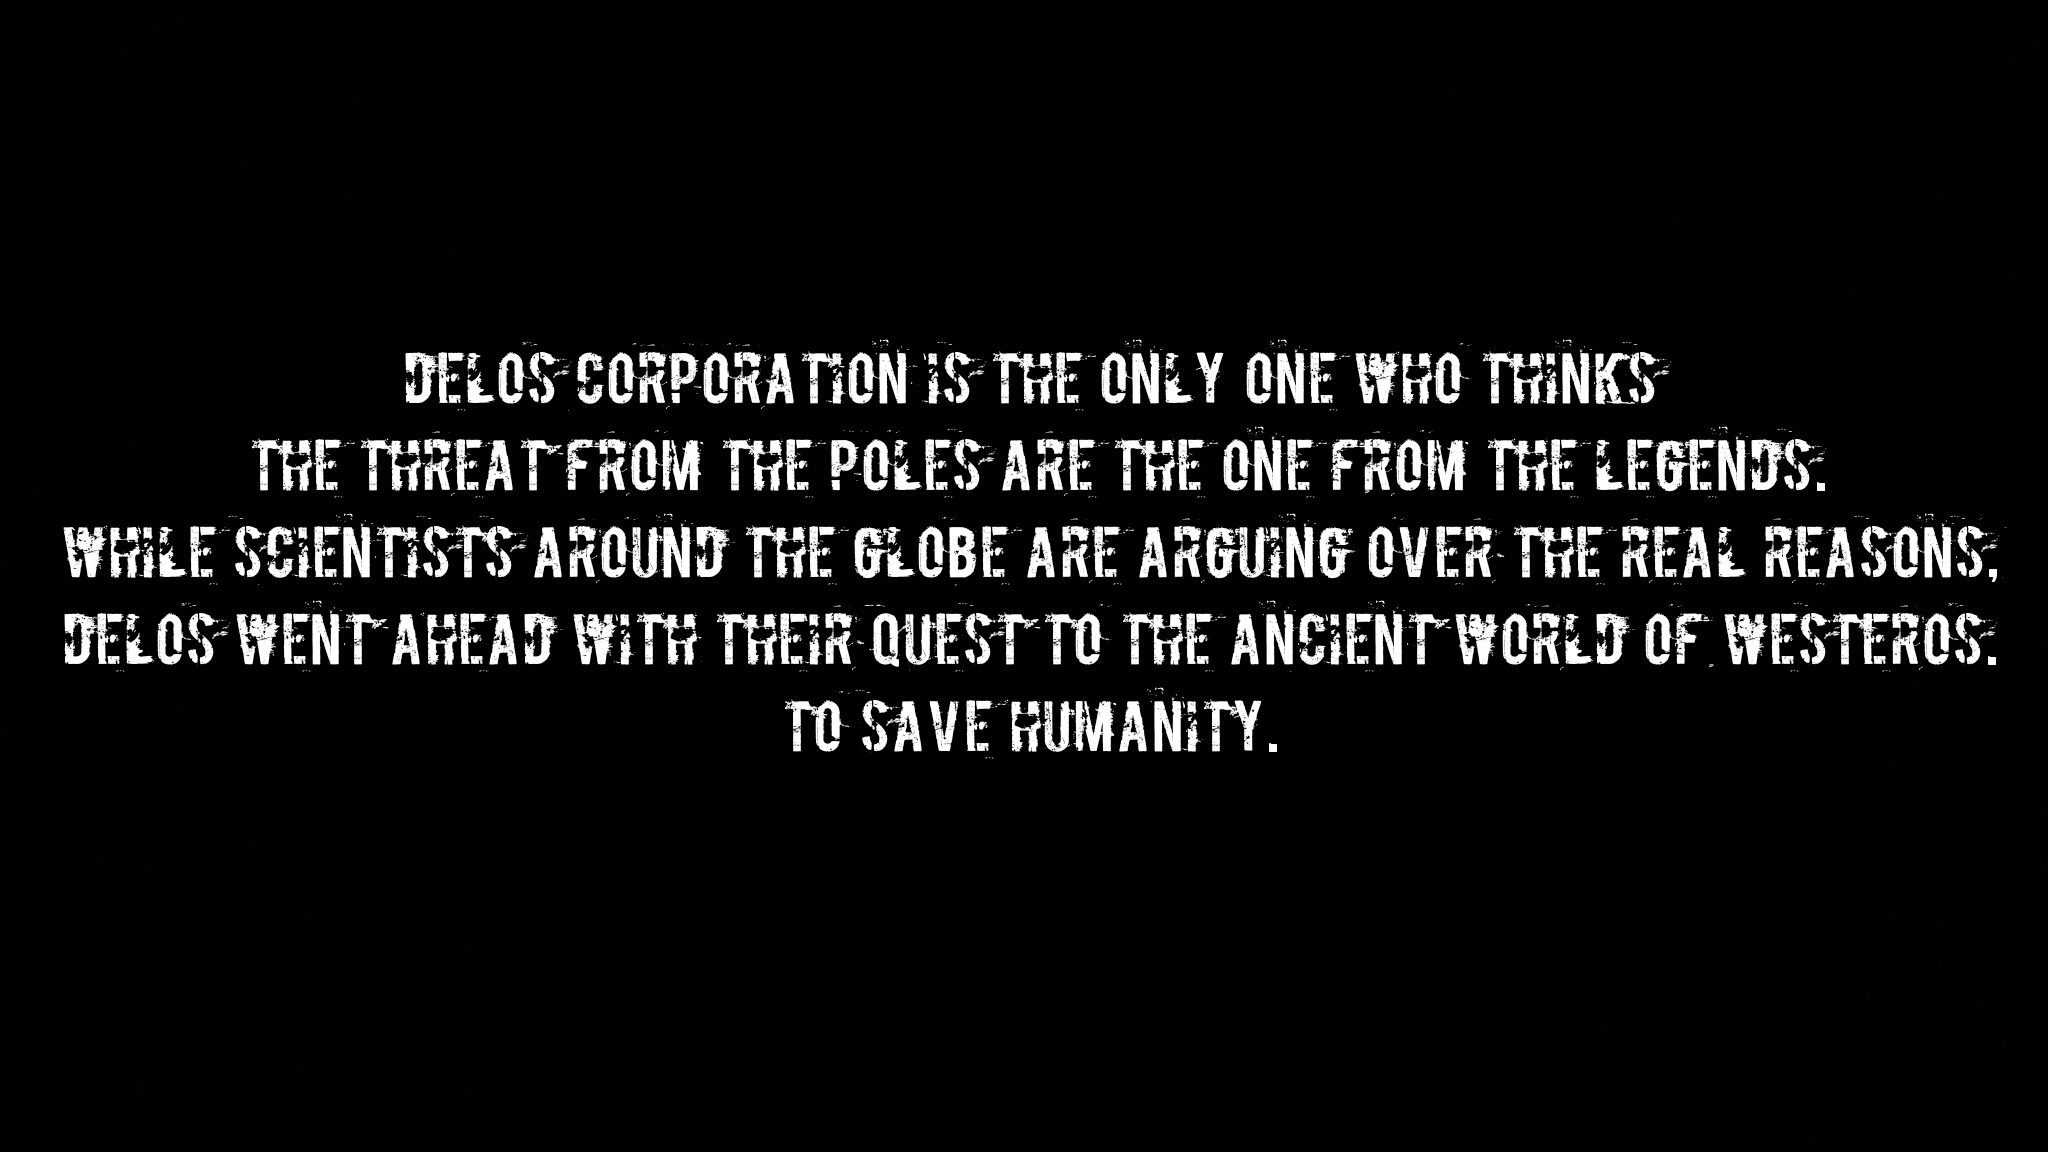 DELOS CORPORATION IS THE ONLY ONE WHO THINKS
THE THREAT FROM THE POLES ARE THE ONE FROM THE LEGENDS.
WHILE SCIENTISTS AROUND THE GLOBE ARE ARGUING OVER THE REAL REASONS,
DELOS WENT AHEAD WITH THEIR QUEST TO THE ANCIENT WORLD OF WESTEROS.
TO SAVE HUMANITY.